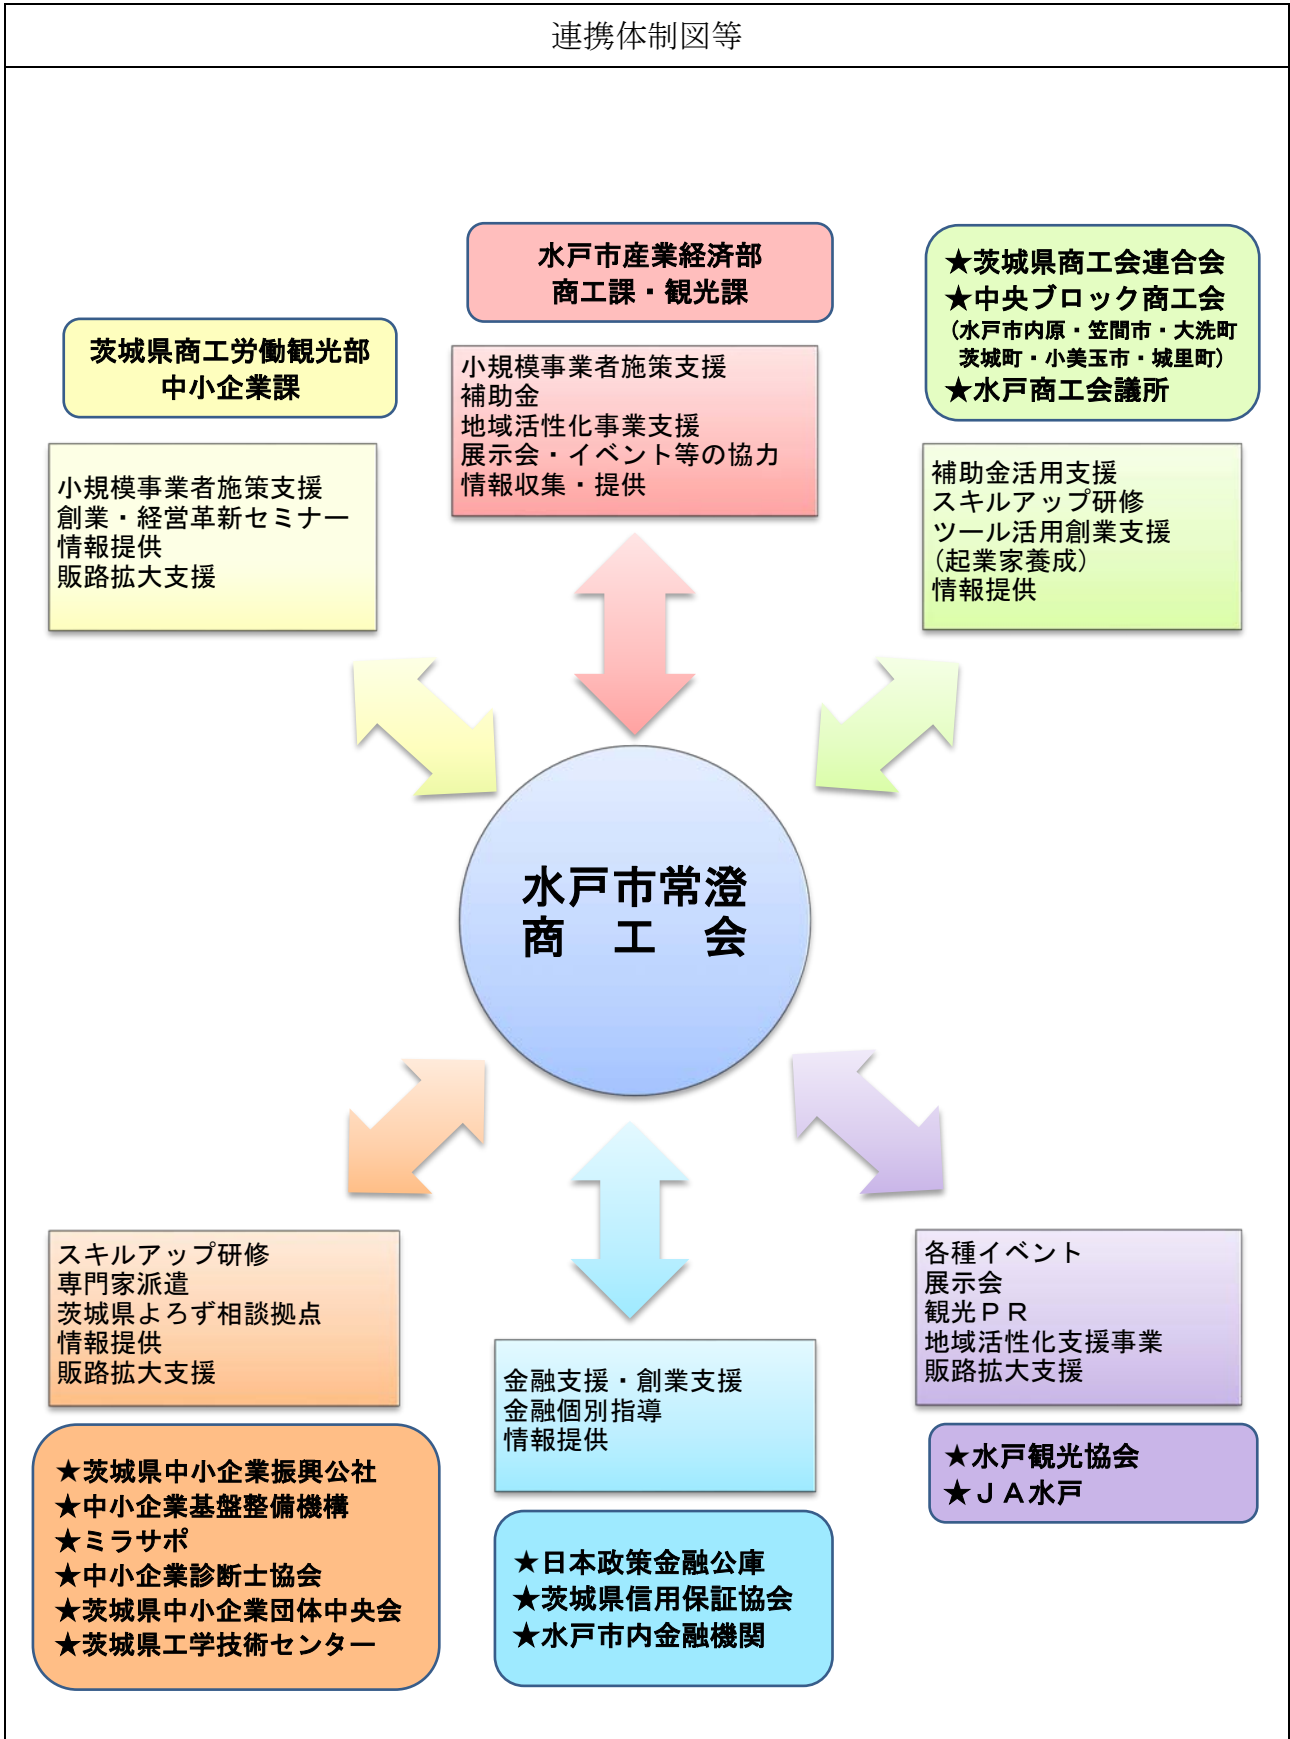 連携体制図等
水戸市産業経済部
商工課・観光課
小規模事業者施策支援
補助金
地域活性化事業支援
展示会・イベント等の協力
情報収集・提供
茨城県商工労働観光部
中小企業課
小規模事業者施策支援
創業・経営革新セミナー
情報提供
販路拡大支援
★茨城県商工会連合会
★中央ブロック商工会
(水戸市内原・笠間市・大洗町
茨城町・小美玉市・城里町)
★水戸商工会議所
補助金活用支援
スキルアップ研修
ツール活用創業支援
(起業家養成)
情報提供
水戸市常澄
商　工　会
スキルアップ研修
専門家派遣
茨城県よろず相談拠点
情報提供
販路拡大支援
★茨城県中小企業振興公社
★中小企業基盤整備機構
★ミラサポ
★中小企業診断士協会
★茨城県中小企業団体中央会
★茨城県工学技術センター
金融支援・創業支援
金融個別指導
情報提供
★日本政策金融公庫
★茨城県信用保証協会
★水戸市内金融機関
各種イベント
展示会
観光ＰＲ
地域活性化支援事業
販路拡大支援
★水戸観光協会
★ＪＡ水戸